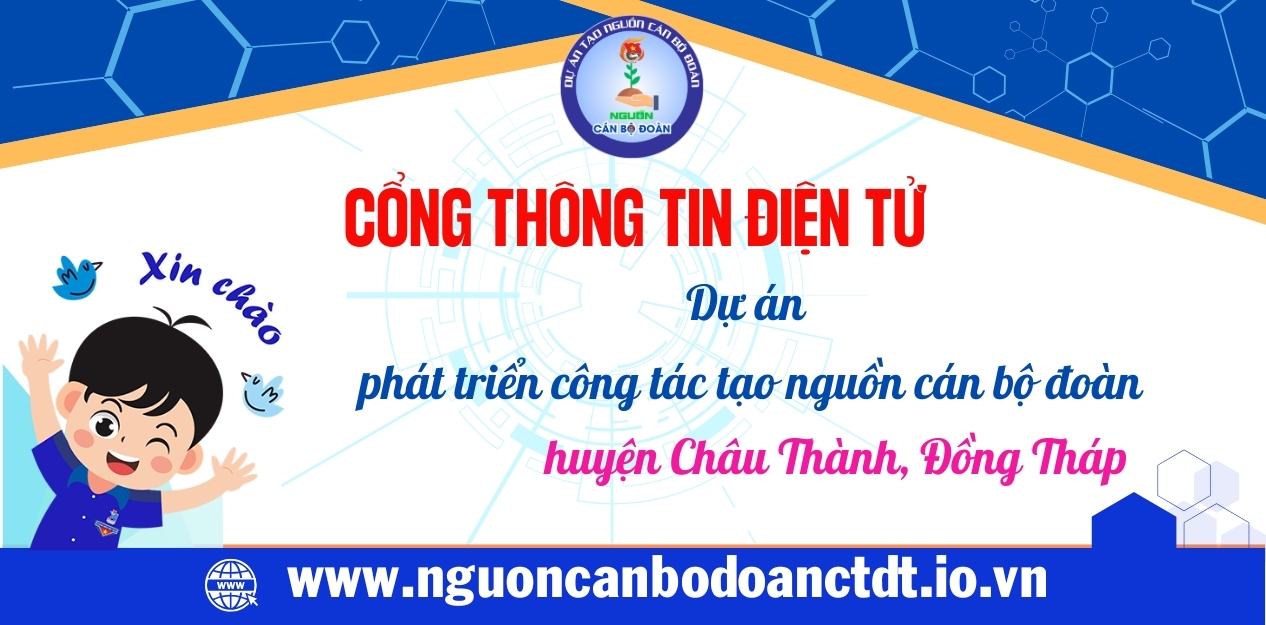 DỰ ÁN TẠO NGUỒN CÁN BỘ ĐOÀN
NGUỒN
CÁN BỘ ĐOÀN
CỔNG THÔNG TIN ĐIỆN TỬ
Xin chào
Dự án
phát triển công tác tạo nguồn cán bộ đoàn
huyện Châu Thành, Đồng Tháp
WWW
www.nguoncanbodoanctdt.io.vn